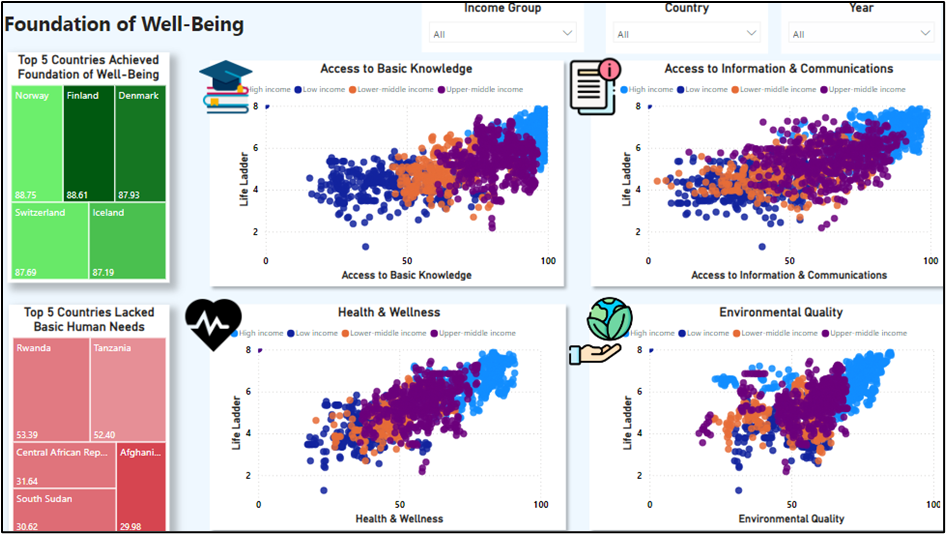 Foundation of Well-Being
Income Group
All
Country
All
Year
All
Top 5 Countries Achieved
Foundation of Well-Being
Norway
88.75
Finland
88.61
Denmark
87.93
Switzerland
87.69
Iceland
87.19
Access to Basic Knowledge
High income Low income Lower-middle income Upper-middle income
Life Ladder
8
6
4
2
0 50 100
Access to Basic Knowledge
i
Access to Information & Communications
High income Low income Lower-middle income Upper-middle income
Life Ladder
8
6
4
2
0 50 100
Access to Information & Communications
Top 5 Countries Lacked
Basic Human Needs
Rwanda
53.39
Tanzania
52.40
Central African Rep...
31.64
South Sudan
30.62
Afghani...
29.98
Health & Wellness
High income Low income Lower-middle income Upper-middle income
Life Ladder
8
6
4
2
0 50 100
Health & Wellness
Environmental Quality
High income Low income Lower-middle income Upper-middle income
Life Ladder
8
6
4
2
0 50 100
Environmental Quality